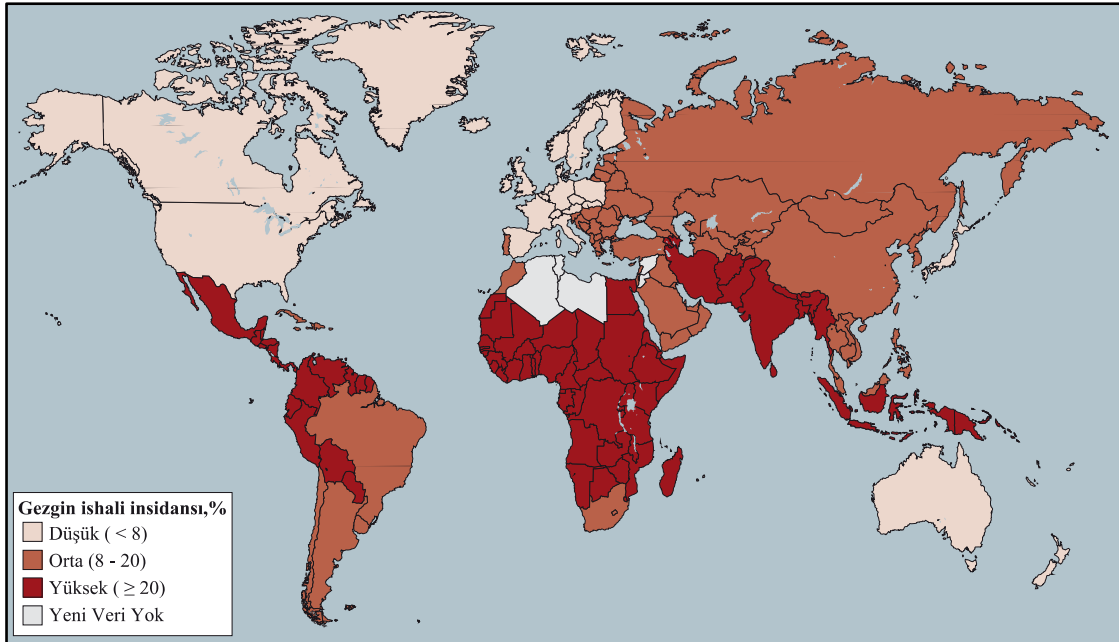 Gezgin ishali insidansı,%
Düşük ( < 8)
Orta (8 - 20)
Yüksek ( ≥ 20)
Yeni Veri Yok